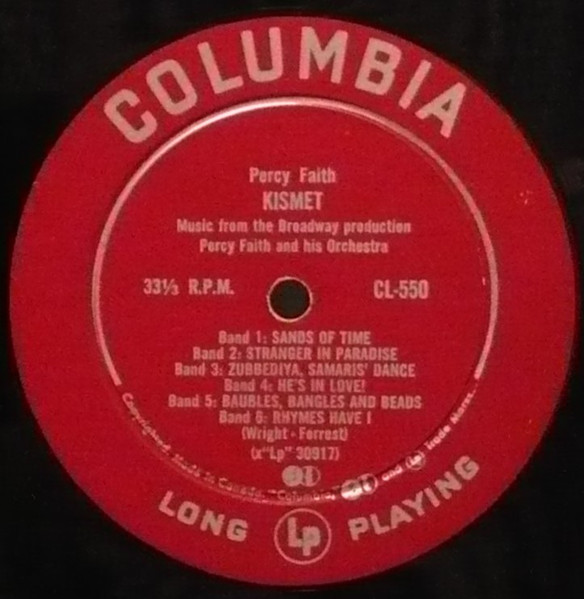 COLUMBIA
Percy Faith
KISMET
Music from the Broadway production
Percy Faith and his Orchestra
33⅓ R.P.M.
CL-550
Band 1: SANDS OF TIME
Band 2: STRANGER IN PARADISE
Band 3: ZUBBEDIYA, SAMARIS' DANCE
Band 4: HE'S IN LOVE!
Band 5: BAUBLES, BANGLES AND BEADS
Band 6: RHYMES HAVE I
(Wright - Forrest)
(x"Lp" 30917)
Copyrighted. Made in Canada. "Columbia" and Lp Trade Marks.
LONG Lp PLAYING